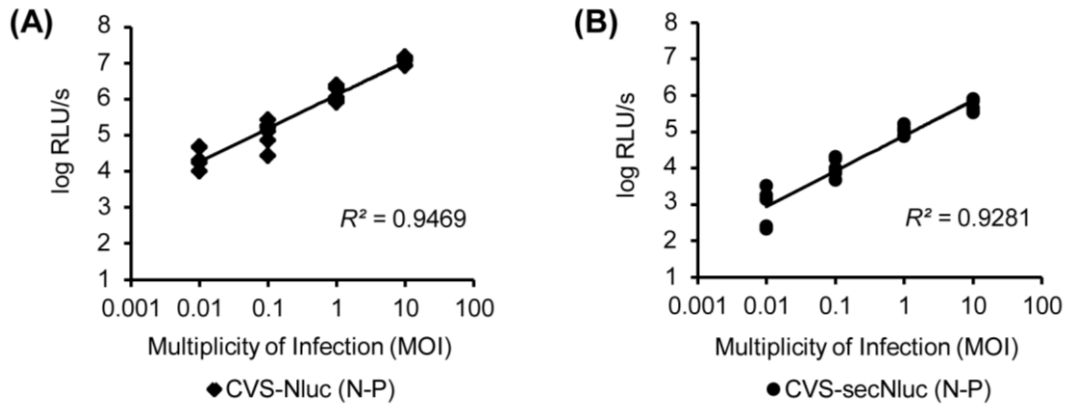 (A)
log RLU/s
8
7
6
5
4
3
2
1
R² = 0.9469
0.001 0.01 0.1 1 10 100
Multiplicity of Infection (MOI)
CVS-Nluc (N-P)
(B)
log RLU/s
8
7
6
5
4
3
2
1
R² = 0.9281
0.001 0.01 0.1 1 10 100
Multiplicity of Infection (MOI)
CVS-secNluc (N-P)